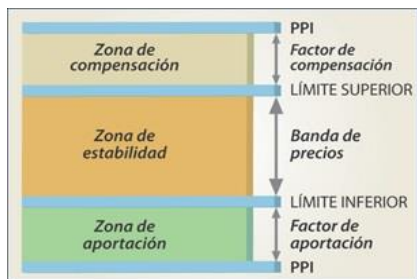 PPI
Zona de
compensación
Factor de
compensación
LÍMITE SUPERIOR
Zona de
estabilidad
Banda de
precios
LÍMITE INFERIOR
Zona de
aportación
Factor de
aportación
PPI